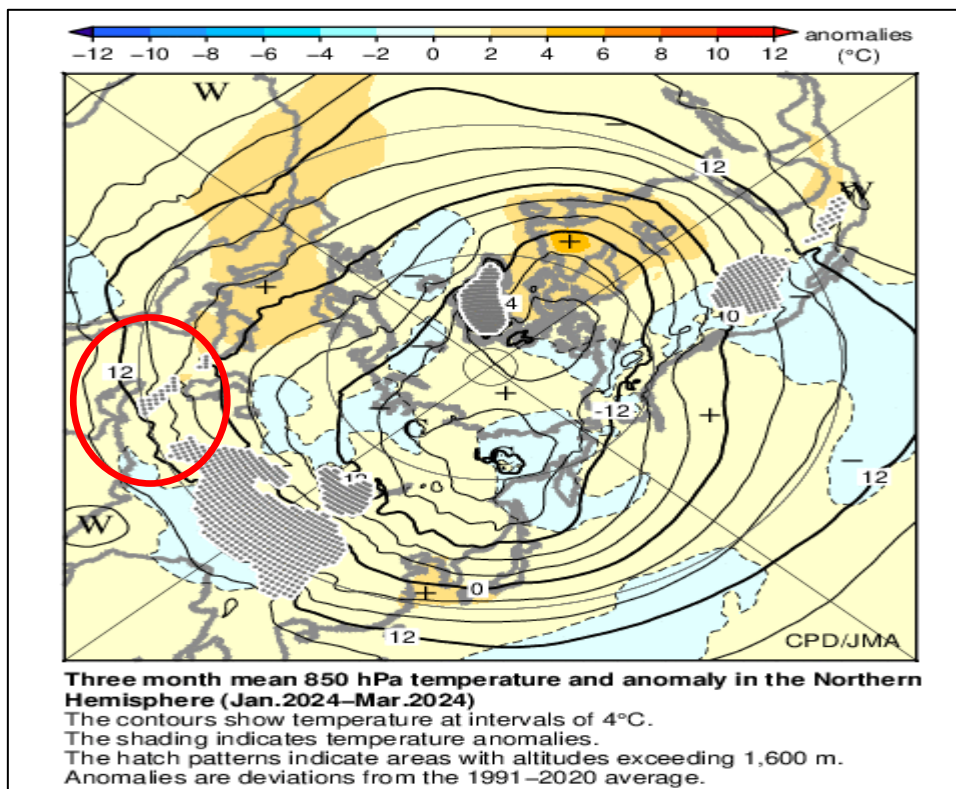 anomalies
−12 −10 −8 −6 −4 −2 0 2 4 6 8 10 12 (°C)
W
12
W
4
12
-12
C
12
W
0
12
CPD/JMA
Three month mean 850 hPa temperature and anomaly in the Northern
Hemisphere (Jan.2024−Mar.2024)
The contours show temperature at intervals of 4°C.
The shading indicates temperature anomalies.
The hatch patterns indicate areas with altitudes exceeding 1,600 m.
Anomalies are deviations from the 1991−2020 average.